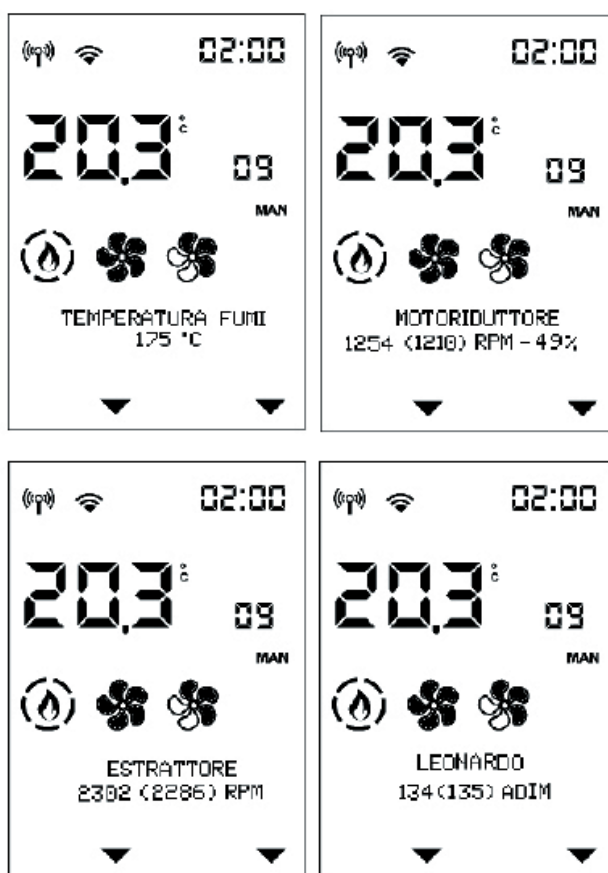 02:00
20.3 °C
09
MAN
TEMPERATURA FUMI
175 °C
02:00
20.3 °C
09
MAN
MOTORIDUTTORE
1254 (1210) RPM - 49%
02:00
20.3 °C
09
MAN
ESTRATTORE
2302 (2286) RPM
02:00
20.3 °C
09
MAN
LEONARDO
134(135) ADIM